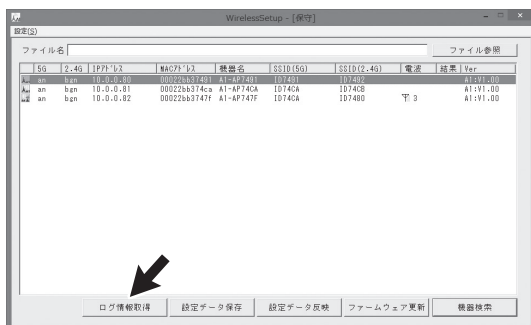 WirelessSetup - [保守]
設定(S)
ファイル名 ファイル参照
5G 2.4G IPｱﾄﾞﾚｽ MACｱﾄﾞﾚｽ 機器名 SSID(5G) SSID(2.4G) 電波 結果 Ver
an bgn 10.0.0.80 00022bb37491 A1-AP7491 ID7491 ID7492 A1:V1.00
an bgn 10.0.0.81 00022bb374ca A1-AP74CA ID74CA ID74CB A1:V1.00
an bgn 10.0.0.82 00022bb3747f A1-AP747F ID74CA ID7480 3 A1:V1.00
ログ情報取得 設定データ保存 設定データ反映 ファームウェア更新 機器検索